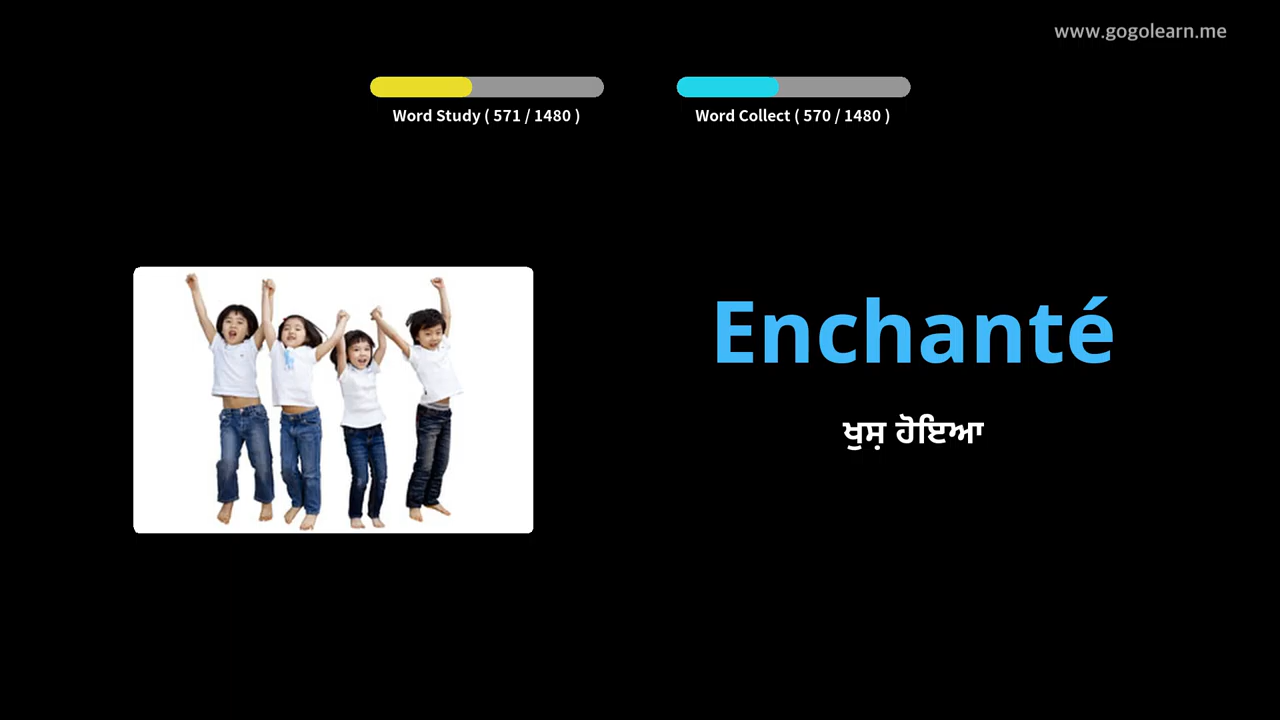 www.gogolearn.me
Word Study ( 571 / 1480 )
Word Collect ( 570 / 1480 )
Enchanté
ਖੁਸ਼ ਹੋਇਆ